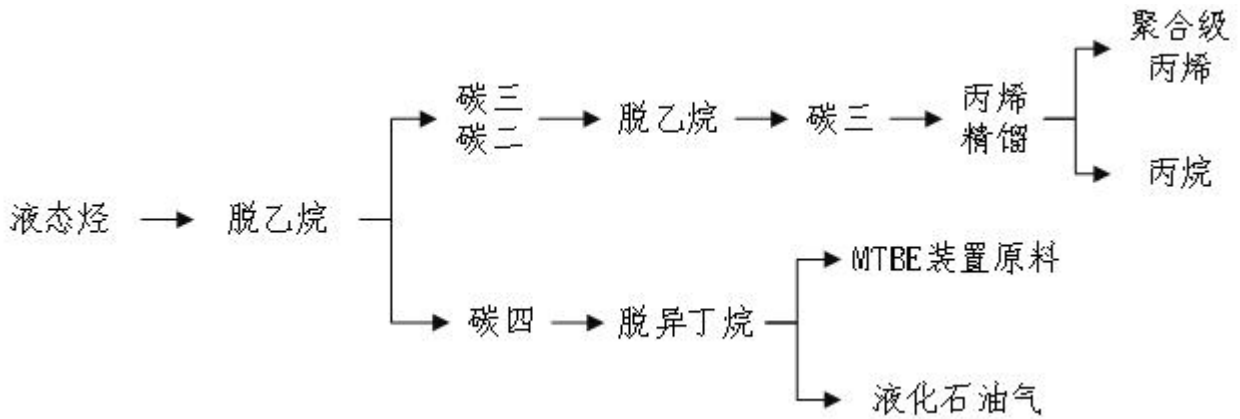 聚合级
丙烯
碳三
碳二
脱乙烷
碳三
丙烯
精馏
丙烷
液态烃
脱乙烷
MTBE装置原料
碳四
脱异丁烷
液化石油气